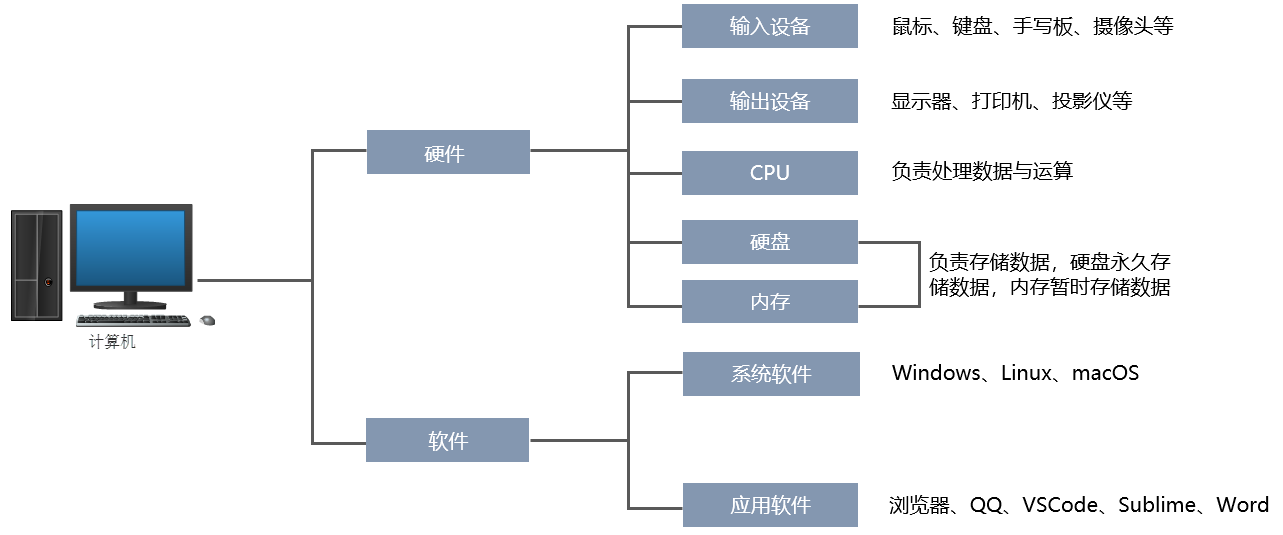 输入设备
鼠标、键盘、手写板、摄像头等
输出设备
显示器、打印机、投影仪等
硬件
CPU
负责处理数据与运算
硬盘
负责存储数据，硬盘永久存
储数据，内存暂时存储数据
内存
计算机
系统软件
Windows、Linux、macOS
软件
应用软件
浏览器、QQ、VSCode、Sublime、Word